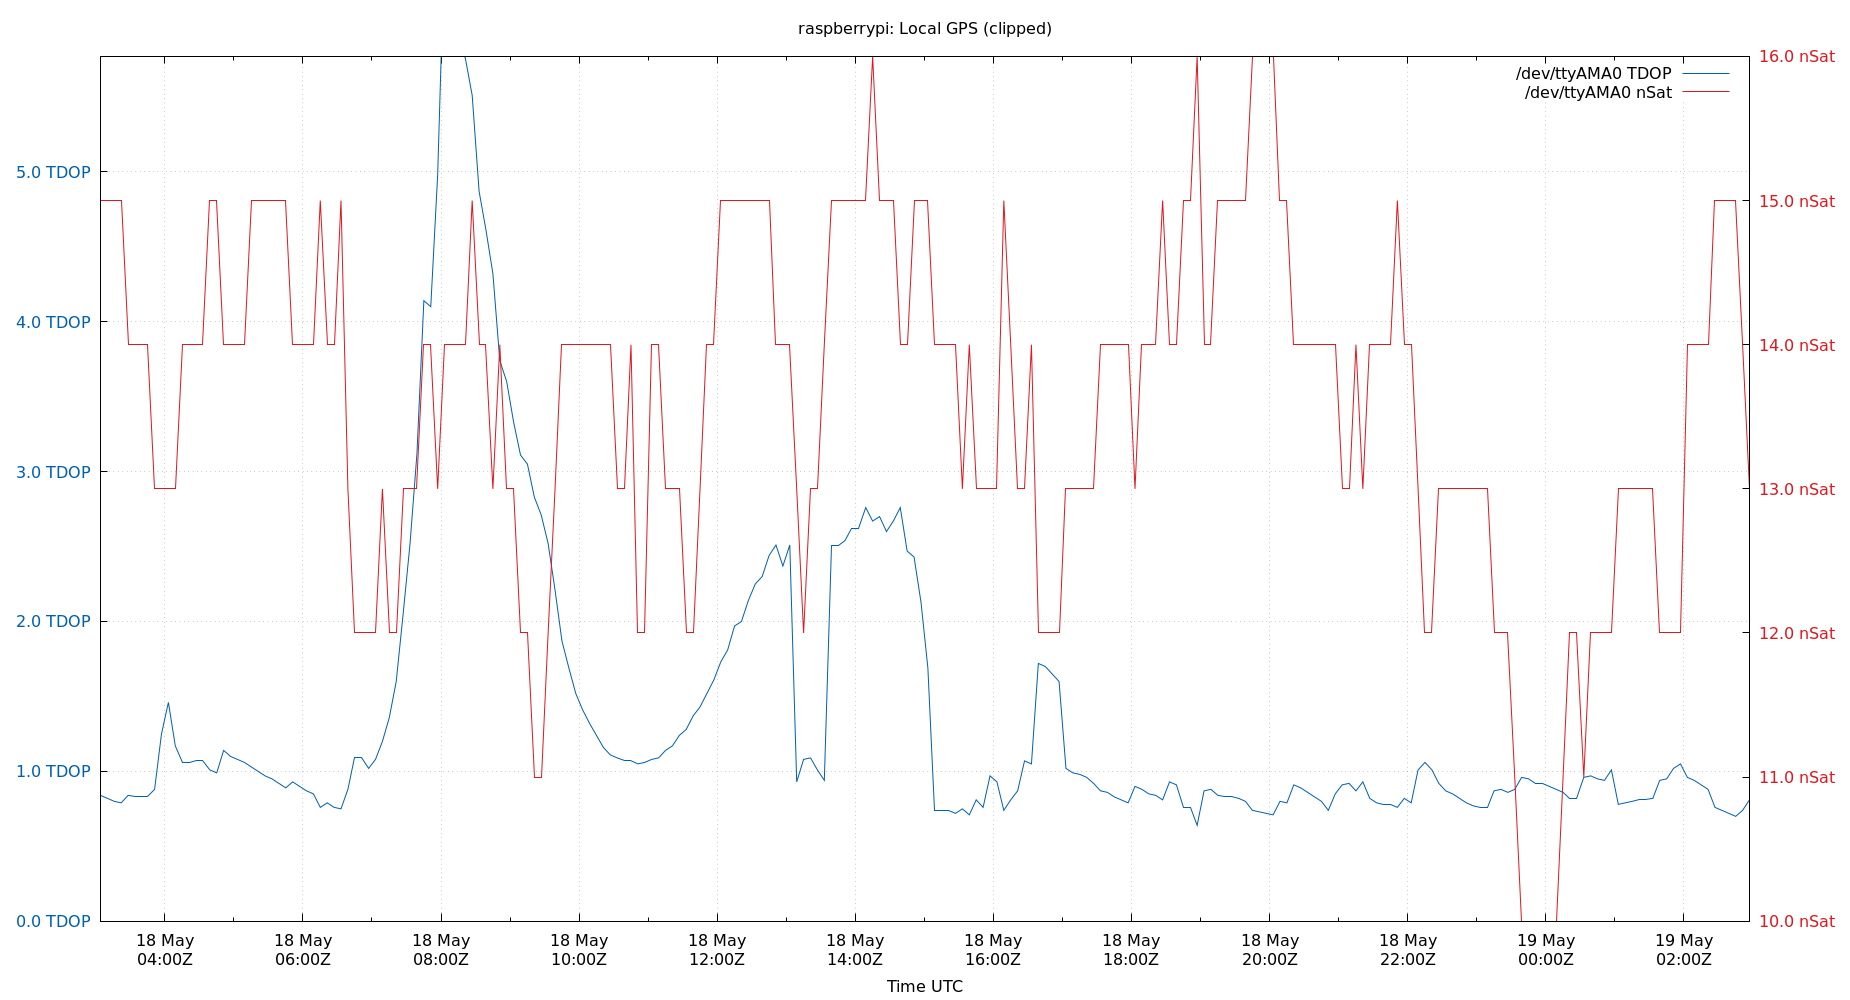 raspberrypi: Local GPS (clipped)
/dev/ttyAMA0 TDOP
/dev/ttyAMA0 nSat
5.0 TDOP
4.0 TDOP
3.0 TDOP
2.0 TDOP
1.0 TDOP
0.0 TDOP
16.0 nSat
15.0 nSat
14.0 nSat
13.0 nSat
12.0 nSat
11.0 nSat
10.0 nSat
18 May
04:00Z
18 May
06:00Z
18 May
08:00Z
18 May
10:00Z
18 May
12:00Z
18 May
14:00Z
18 May
16:00Z
18 May
18:00Z
18 May
20:00Z
18 May
22:00Z
19 May
00:00Z
19 May
02:00Z
Time UTC